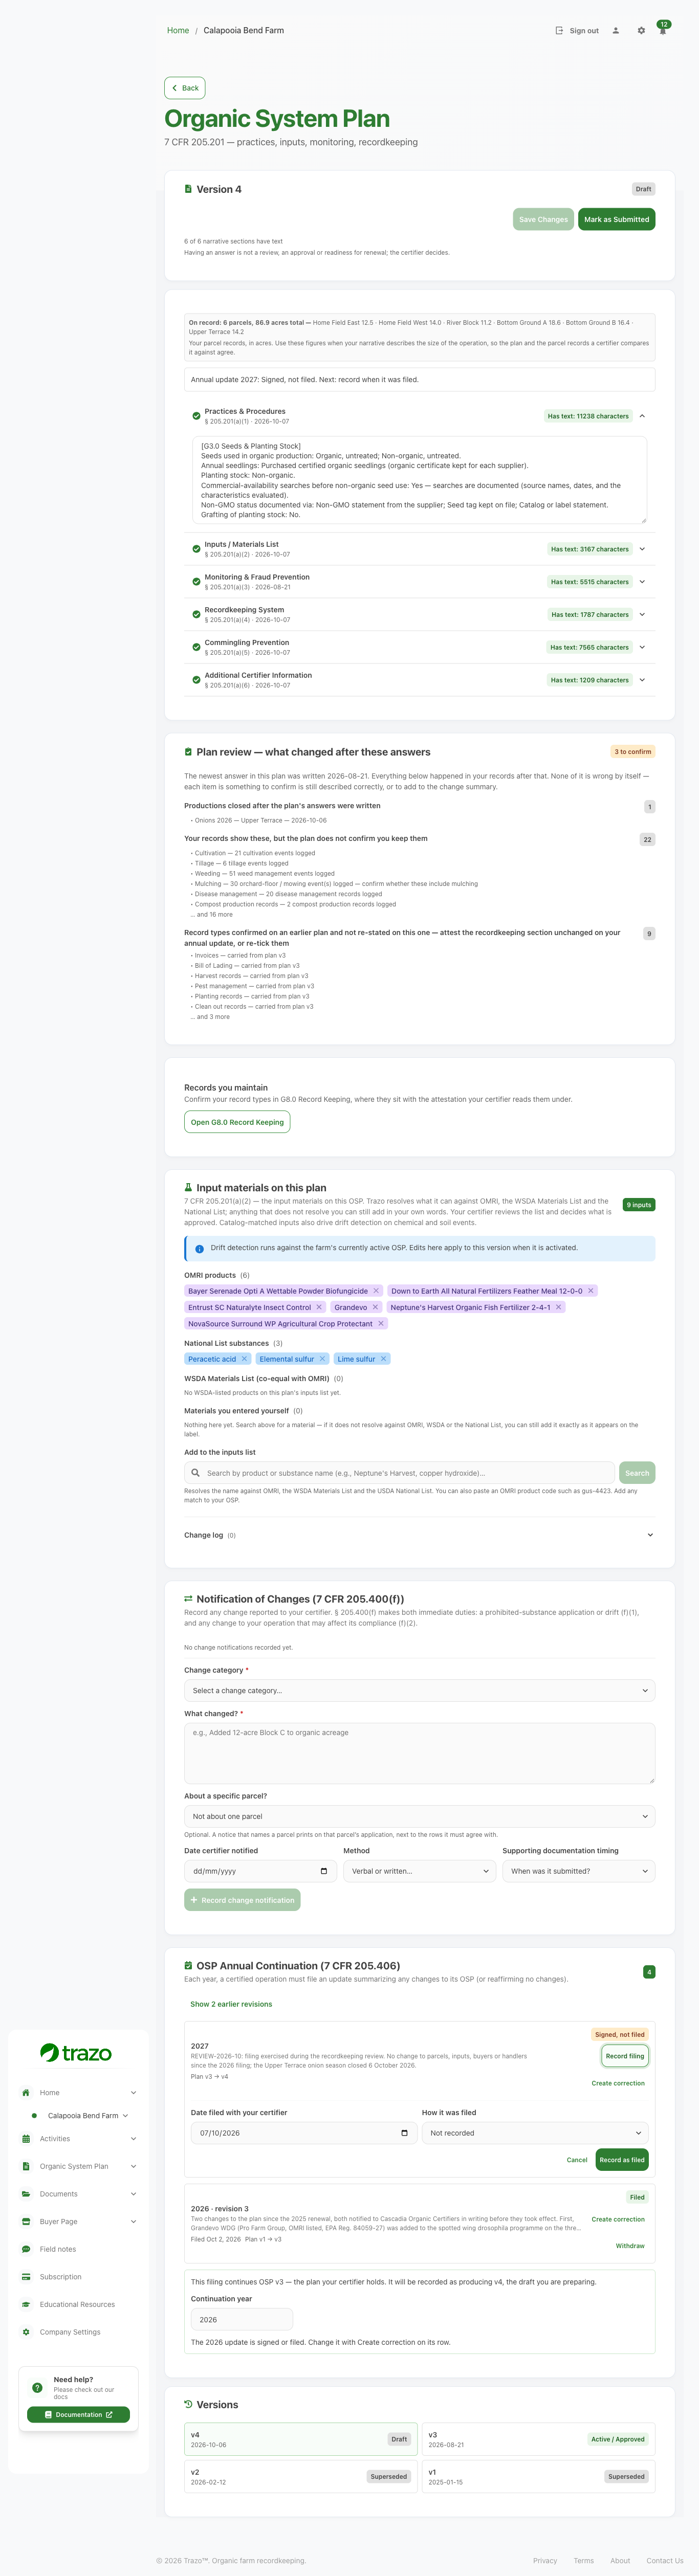 Home / Calapooia Bend Farm
Sign out
12
Back
Organic System Plan
7 CFR 205.201 — practices, inputs, monitoring, recordkeeping
Version 4
Draft
Save Changes
Mark as Submitted
6 of 6 narrative sections have text
Having an answer is not a review, an approval or readiness for renewal; the certifier decides.
On record: 6 parcels, 86.9 acres total — Home Field East 12.5 · Home Field West 14.0 · River Block 11.2 · Bottom Ground A 18.6 · Bottom Ground B 16.4 ·
Upper Terrace 14.2
Your parcel records, in acres. Use these figures when your narrative describes the size of the operation, so the plan and the parcel records a certifier compares
it against agree.
Annual update 2027: Signed, not filed. Next: record when it was filed.
Practices & Procedures
§ 205.201(a)(1) · 2026-10-07
Has text: 11238 characters
[G3.0 Seeds & Planting Stock]
Seeds used in organic production: Organic, untreated; Non-organic, untreated.
Annual seedlings: Purchased certified organic seedlings (organic certificate kept for each supplier).
Planting stock: Non-organic.
Commercial-availability searches before non-organic seed use: Yes — searches are documented (source names, dates, and the
characteristics evaluated).
Non-GMO status documented via: Non-GMO statement from the supplier; Seed tag kept on file; Catalog or label statement.
Grafting of planting stock: No.
Inputs / Materials List
§ 205.201(a)(2) · 2026-10-07
Has text: 3167 characters
Monitoring & Fraud Prevention
§ 205.201(a)(3) · 2026-08-21
Has text: 5515 characters
Recordkeeping System
§ 205.201(a)(4) · 2026-10-07
Has text: 1787 characters
Commingling Prevention
§ 205.201(a)(5) · 2026-10-07
Has text: 7565 characters
Additional Certifier Information
§ 205.201(a)(6) · 2026-10-07
Has text: 1209 characters
Plan review — what changed after these answers
3 to confirm
The newest answer in this plan was written 2026-08-21. Everything below happened in your records after that. None of it is wrong by itself —
each item is something to confirm is still described correctly, or to add to the change summary.
Productions closed after the plan's answers were written
1
• Onions 2026 — Upper Terrace — 2026-10-06
Your records show these, but the plan does not confirm you keep them
22
• Cultivation — 21 cultivation events logged
• Tillage — 6 tillage events logged
• Weeding — 51 weed management events logged
• Mulching — 30 orchard-floor / mowing event(s) logged — confirm whether these include mulching
• Disease management — 20 disease management records logged
• Compost production records — 2 compost production records logged
... and 16 more
Record types confirmed on an earlier plan and not re-stated on this one — attest the recordkeeping section unchanged on your
annual update, or re-tick them
9
• Invoices — carried from plan v3
• Bill of Lading — carried from plan v3
• Harvest records — carried from plan v3
• Pest management — carried from plan v3
• Planting records — carried from plan v3
• Clean out records — carried from plan v3
... and 3 more
Records you maintain
Confirm your record types in G8.0 Record Keeping, where they sit with the attestation your certifier reads them under.
Open G8.0 Record Keeping
Input materials on this plan
7 CFR 205.201(a)(2) — the input materials on this OSP. Trazo resolves what it can against OMRI, the WSDA Materials List and the
National List; anything that does not resolve you can still add in your own words. Your certifier reviews the list and decides what is
approved. Catalog-matched inputs also drive drift detection on chemical and soil events.
9 inputs
Drift detection runs against the farm's currently active OSP. Edits here apply to this version when it is activated.
OMRI products (6)
Bayer Serenade Opti A Wettable Powder Biofungicide
Down to Earth All Natural Fertilizers Feather Meal 12-0-0
Entrust SC Naturalyte Insect Control
Grandevo
Neptune's Harvest Organic Fish Fertilizer 2-4-1
NovaSource Surround WP Agricultural Crop Protectant
National List substances (3)
Peracetic acid
Elemental sulfur
Lime sulfur
WSDA Materials List (co-equal with OMRI) (0)
No WSDA-listed products on this plan's inputs list yet.
Materials you entered yourself (0)
Nothing here yet. Search above for a material — if it does not resolve against OMRI, WSDA or the National List, you can still add it exactly as it appears on the
label.
Add to the inputs list
Search by product or substance name (e.g., Neptune's Harvest, copper hydroxide)...
Search
Resolves the name against OMRI, the WSDA Materials List and the USDA National List. You can also paste an OMRI product code such as gus-4423. Add any
match to your OSP.
Change log (0)
Notification of Changes (7 CFR 205.400(f))
Record any change reported to your certifier. § 205.400(f) makes both immediate duties: a prohibited-substance application or drift (f)(1),
and any change to your operation that may affect its compliance (f)(2).
No change notifications recorded yet.
Change category *
Select a change category...
What changed? *
e.g., Added 12-acre Block C to organic acreage
About a specific parcel?
Not about one parcel
Optional. A notice that names a parcel prints on that parcel's application, next to the rows it must agree with.
Date certifier notified
Method
Supporting documentation timing
dd/mm/yyyy
Verbal or written...
When was it submitted?
Record change notification
OSP Annual Continuation (7 CFR 205.406)
Each year, a certified operation must file an update summarizing any changes to its OSP (or reaffirming no changes).
4
Show 2 earlier revisions
Signed, not filed
2027
REVIEW-2026-10: filing exercised during the recordkeeping review. No change to parcels, inputs, buyers or handlers
since the 2026 filing; the Upper Terrace onion season closed 6 October 2026.
Plan v3 → v4
Record filing
Create correction
Date filed with your certifier
How it was filed
07/10/2026
Not recorded
Cancel
Record as filed
Filed
2026 · revision 3
Two changes to the plan since the 2025 renewal, both notified to Cascadia Organic Certifiers in writing before they took effect. First,
Grandevo WDG (Pro Farm Group, OMRI listed, EPA Reg. 84059-27) was added to the spotted wing drosophila programme on the thre...
Filed Oct 2, 2026 Plan v1 → v3
Create correction
Withdraw
This filing continues OSP v3 — the plan your certifier holds. It will be recorded as producing v4, the draft you are preparing.
Continuation year
2026
The 2026 update is signed or filed. Change it with Create correction on its row.
Versions
v4
2026-10-06
Draft
v3
2026-08-21
Active / Approved
v2
2026-02-12
Superseded
v1
2025-01-15
Superseded
trazo
Home
Calapooia Bend Farm
Activities
Organic System Plan
Documents
Buyer Page
Field notes
Subscription
Educational Resources
Company Settings
Need help?
Please check out our
docs
Documentation
© 2026 Trazo™. Organic farm recordkeeping.
Privacy
Terms
About
Contact Us